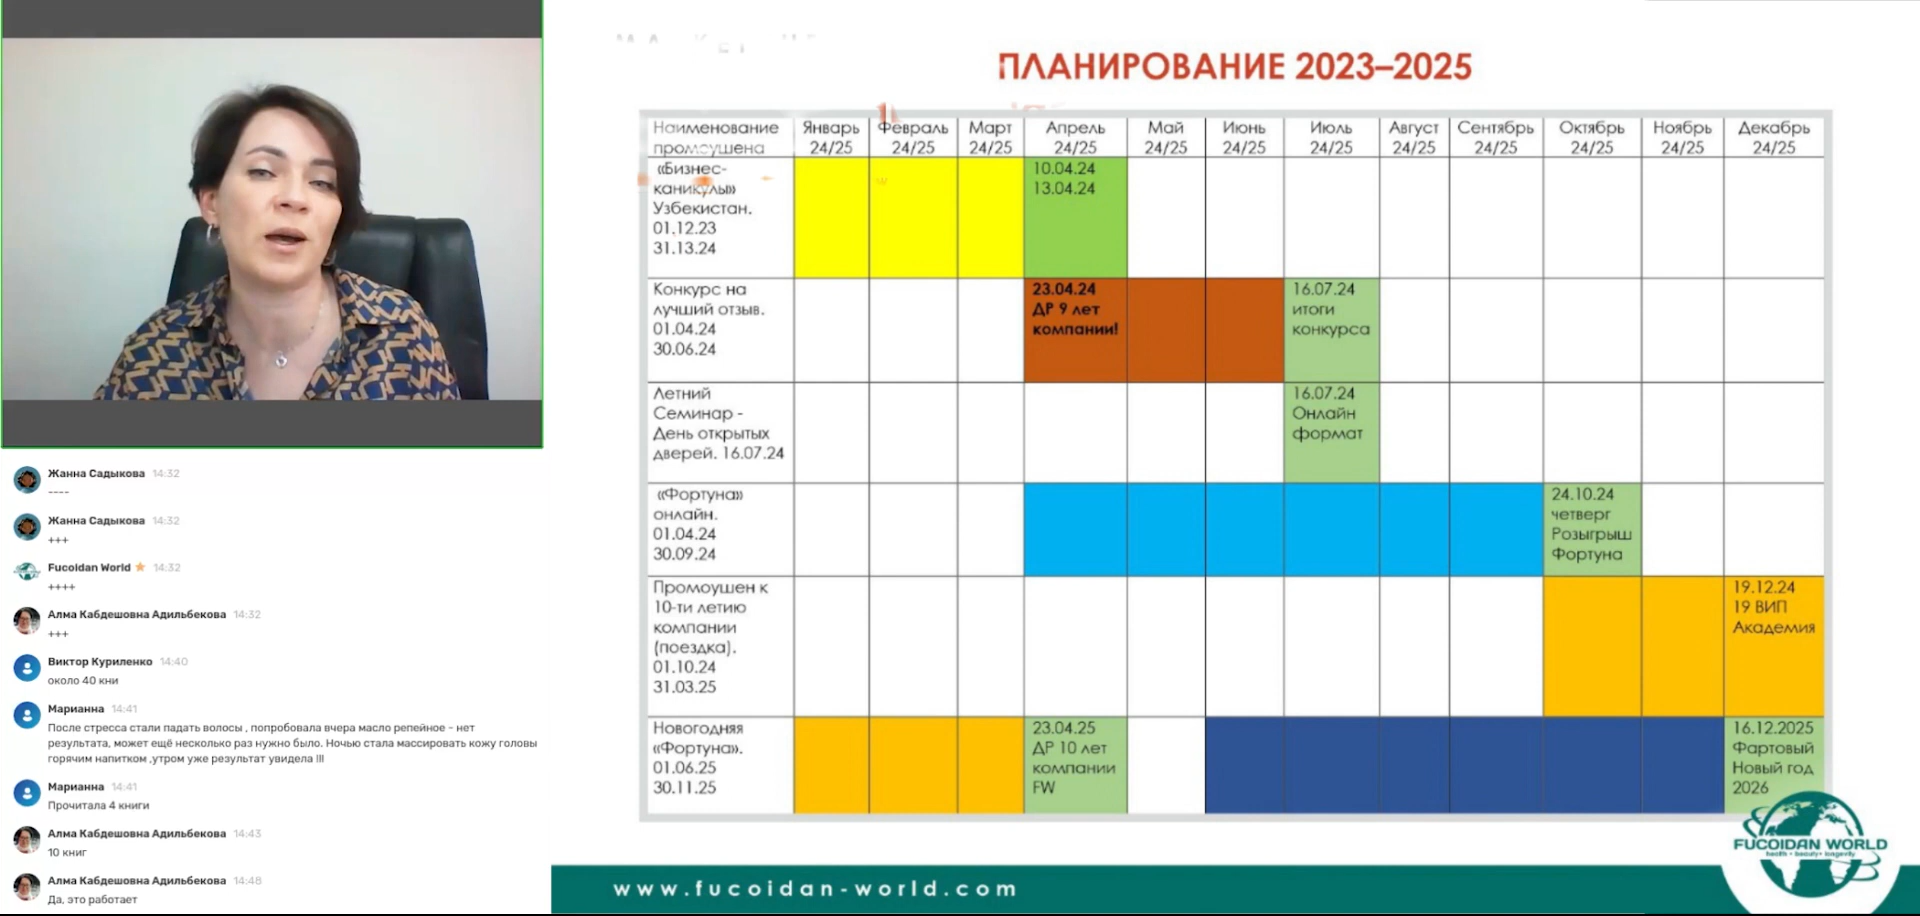 ПЛАНИРОВАНИЕ 2023–2025
Наименование промоушена
Январь 24/25
Февраль 24/25
Март 24/25
Апрель 24/25
Май 24/25
Июнь 24/25
Июль 24/25
Август 24/25
Сентябрь 24/25
Октябрь 24/25
Ноябрь 24/25
Декабрь 24/25
«Бизнес-
каникулы»
Узбекистан.
01.12.23
31.13.24
10.04.24
13.04.24
Конкурс на
лучший отзыв.
01.04.24
30.06.24
23.04.24
ДР 9 лет
компании!
16.07.24
итоги
конкурса
Летний
Семинар -
День открытых
дверей. 16.07.24
16.07.24
Онлайн
формат
«Фортуна»
онлайн.
01.04.24
30.09.24
24.10.24
четверг
Розыгрыш
Фортуна
Промоушен к
10-ти летию
компании
(поездка).
01.10.24
31.03.25
19.12.24
19 ВИП
Академия
Новогодняя
«Фортуна».
01.06.25
30.11.25
23.04.25
ДР 10 лет
компании
FW
16.12.2025
Фартовый
Новый год
2026
FUCOIDAN WORLD
health • beauty • longevity
www.fucoidan-world.com
Жанна Садыкова 14:32
----
Жанна Садыкова 14:32
+++
Fucoidan World 14:32
++++
Алма Кабдешовна Адильбекова 14:32
+++
Виктор Куриленко 14:40
около 40 кни
Марианна 14:41
После стресса стали падать волосы , попробовала вчера масло репейное - нет
результата, может ещё несколько раз нужно было. Ночью стала массировать кожу головы
горячим напитком ,утром уже результат увидела !!!
Марианна 14:41
Прочитала 4 книги
Алма Кабдешовна Адильбекова 14:43
10 книг
Алма Кабдешовна Адильбекова 14:48
Да, это работает